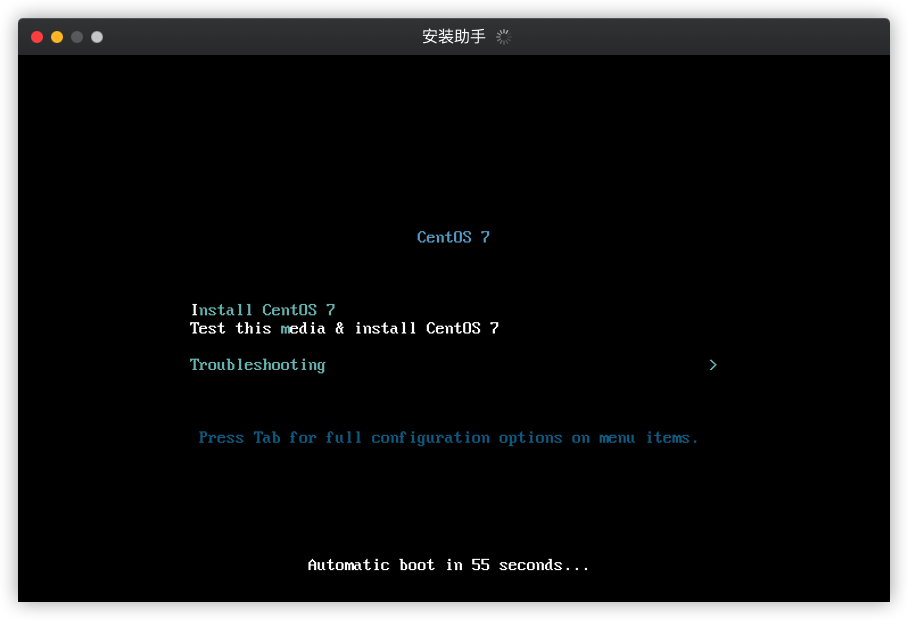 安装助手
CentOS 7
Install CentOS 7
Test this media & install CentOS 7
Troubleshooting >
Press Tab for full configuration options on menu items.
Automatic boot in 55 seconds...